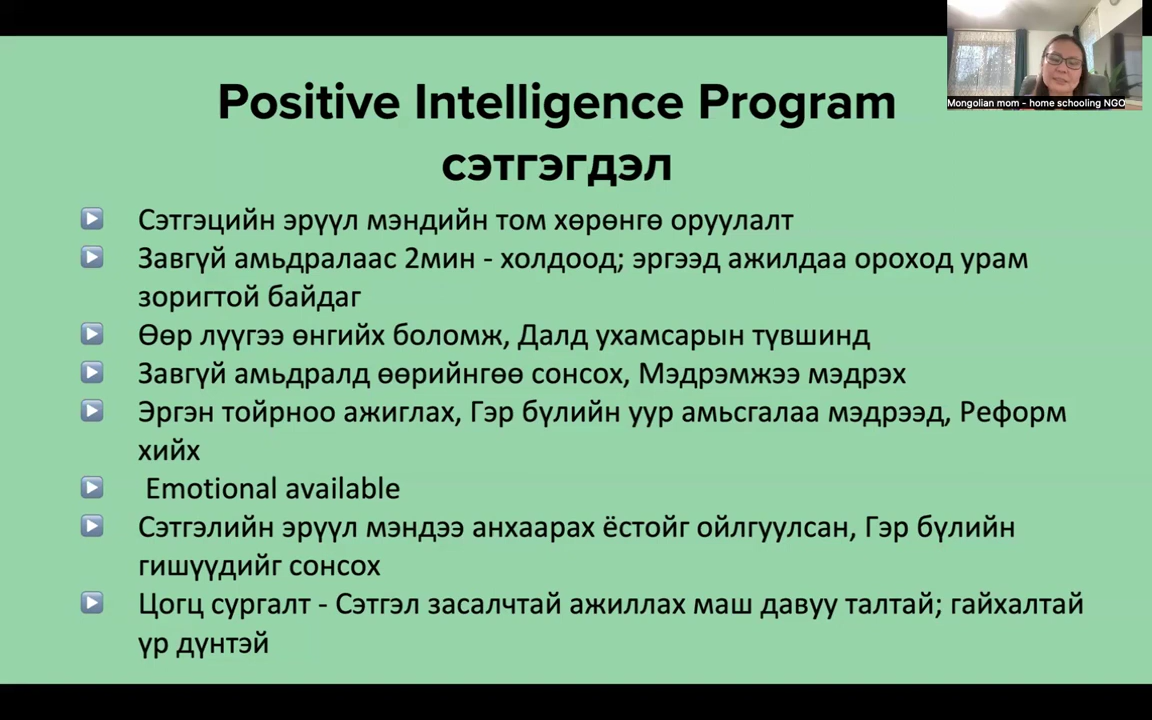 Mongolian mom - home schooling NGO
Positive Intelligence Program
сэтгэгдэл
Сэтгэцийн эрүүл мэндийн том хөрөнгө оруулалт
Завгүй амьдралаас 2мин - холдоод; эргээд ажилдаа ороход урам
зоригтой байдаг
Өөр лүүгээ өнгийх боломж, Далд ухамсарын түвшинд
Завгүй амьдралд өөрийнгөө сонсох, Мэдрэмжээ мэдрэх
Эргэн тойрноо ажиглах, Гэр бүлийн уур амьсгалаа мэдрээд, Реформ
хийх
Emotional available
Сэтгэлийн эрүүл мэндээ анхаарах ёстойг ойлгуулсан, Гэр бүлийн
гишүүдийг сонсох
Цогц сургалт - Сэтгэл засалчтай ажиллах маш давуу талтай; гайхалтай
үр дүнтэй